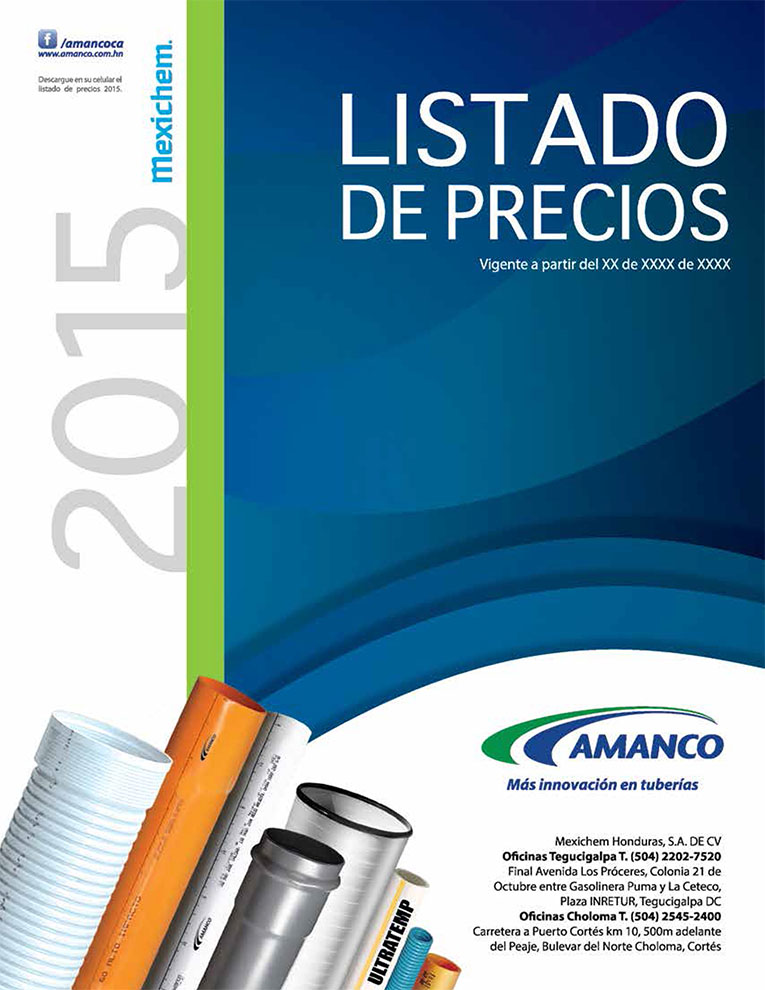 /amancoca
www.amanco.com.hn
Descargue en su celular el
listado de precios 2015.
Mexichem.
2015
LISTADO
DE PRECIOS
Vigente a partir del XX de XXXX de XXXX
AMANCO
Más innovación en tuberías
Mexichem Honduras, S.A. DE CV
Oficinas Tegucigalpa T. (504) 2202-7520
Final Avenida Los Próceres, Colonia 21 de
Octubre entre Gasolinera Puma y La Ceteco,
Plaza INRETUR, Tegucigalpa DC
Oficinas Choloma T. (504) 2545-2400
Carretera a Puerto Cortés km 10, 500m adelante
del Peaje, Bulevar del Norte Choloma, Cortés
AMANCO
AMANCO
ULTRATEMP